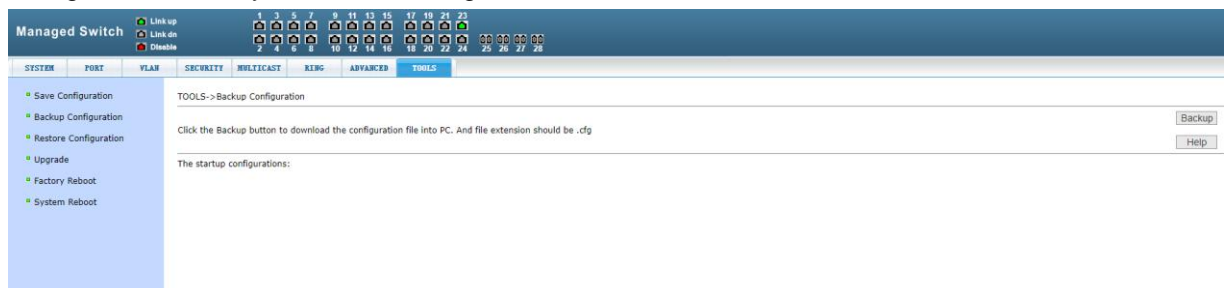 Managed Switch
Link up
Link dn
Disable
1 3 5 7 9 11 13 15 17 19 21 23
2 4 6 8 10 12 14 16 18 20 22 24 25 26 27 28
SYSTEM PORT VLAN SECURITY MULTICAST RING ADVANCED TOOLS
Save Configuration
Backup Configuration
Restore Configuration
Upgrade
Factory Reboot
System Reboot
TOOLS->Backup Configuration
Click the Backup button to download the configuration file into PC. And file extension should be .cfg
Backup
Help
The startup configurations: